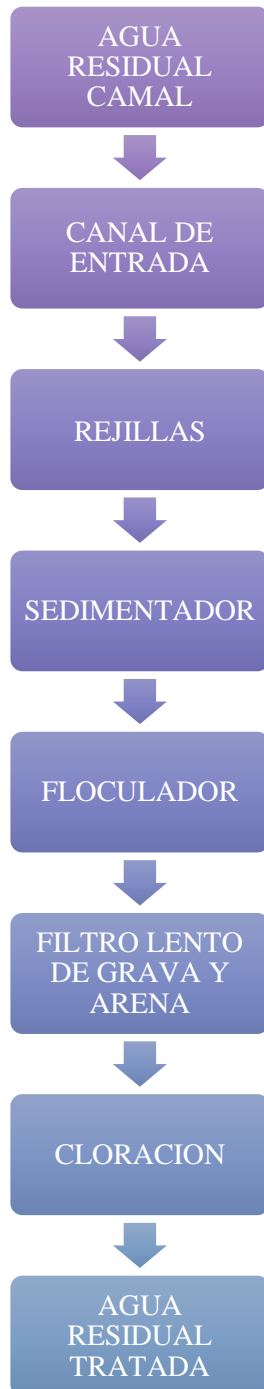 AGUA
RESIDUAL
CAMAL
CANAL DE
ENTRADA
REJILLAS
SEDIMENTADOR
FLOCULADOR
FILTRO LENTO
DE GRAVA Y
ARENA
CLORACION
AGUA
RESIDUAL
TRATADA